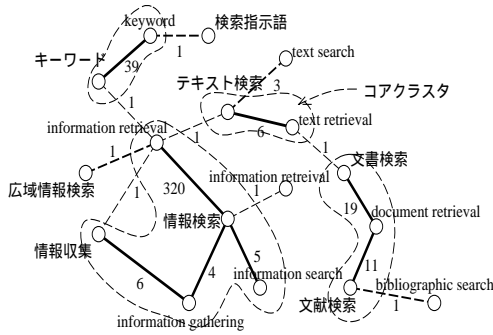 keyword
検索指示語
1
text search
キーワード
39
テキスト検索
3
コアクラスタ
1
information retrieval
1
6
text retrieval
1
1
文書検索
information retreival
広域情報検索
1
320
1
情報検索
19
document retrieval
情報収集
5
4
11
6
information search
bibliographic search
文献検索
1
information gathering